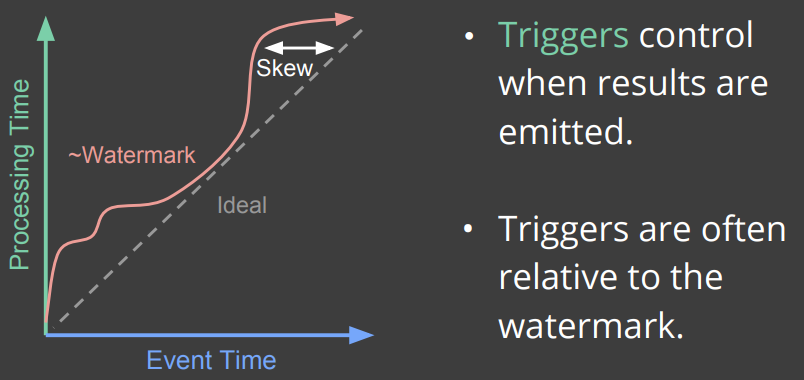 Processing Time
~Watermark
Skew
Ideal
Event Time
• Triggers control
when results are
emitted.
• Triggers are often
relative to the
watermark.